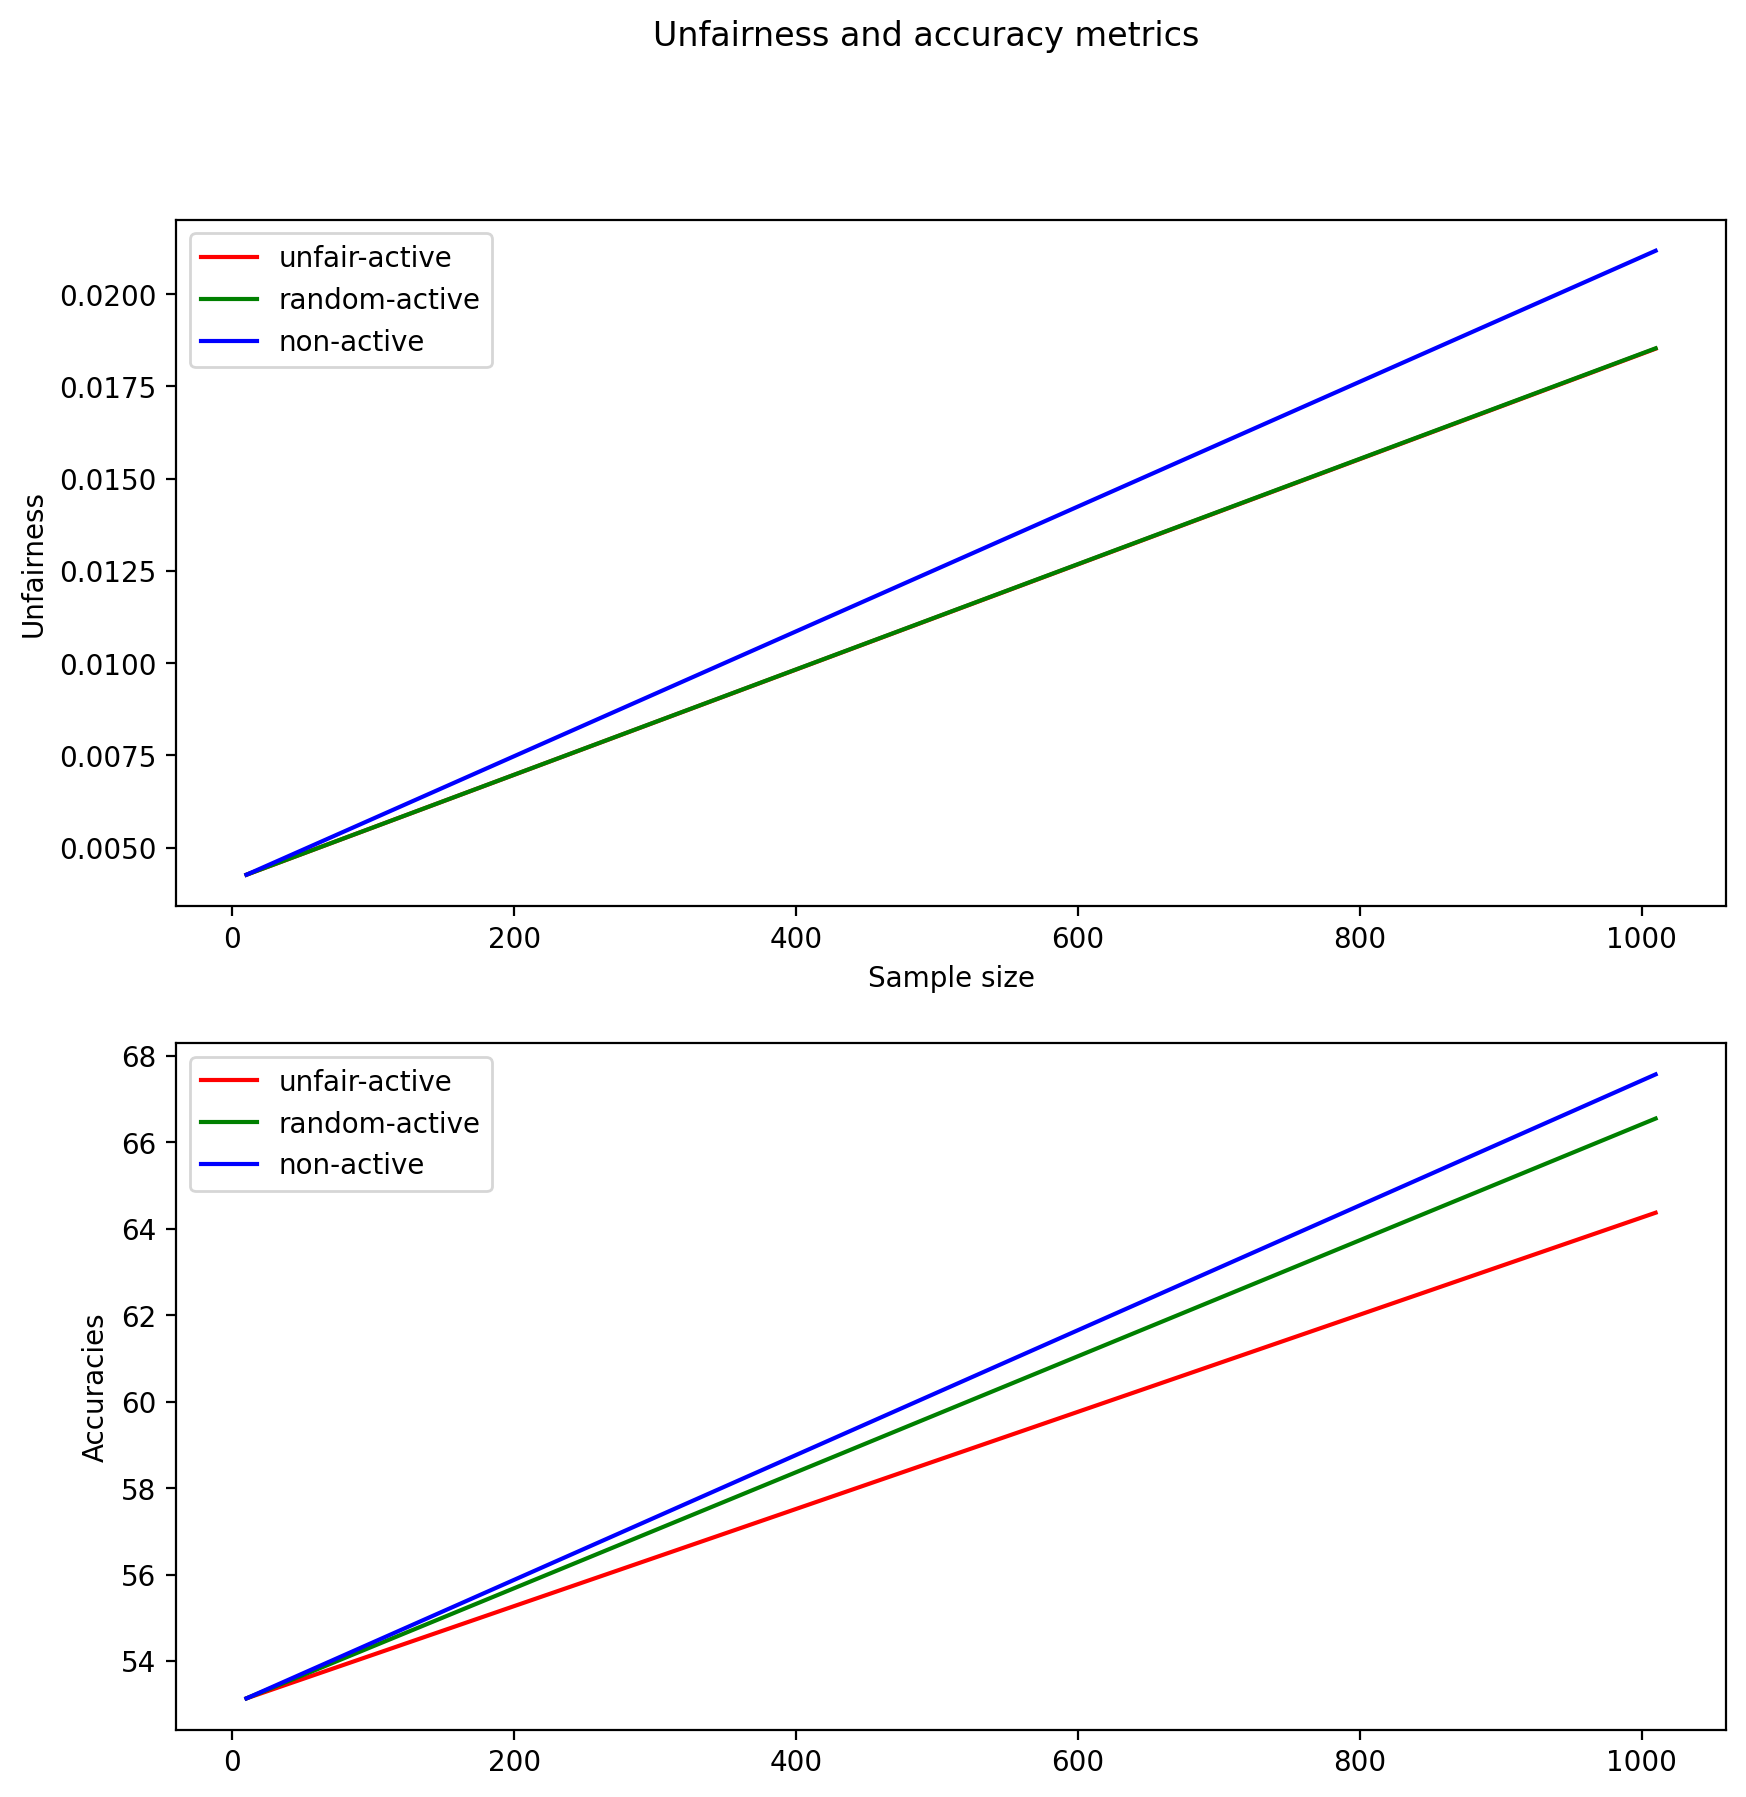 Unfairness and accuracy metrics
unfair-active
random-active
non-active
0.0200
0.0175
0.0150
0.0125
0.0100
0.0075
0.0050
Unfairness
0 200 400 600 800 1000
Sample size
unfair-active
random-active
non-active
68
66
64
62
60
58
56
54
Accuracies
0 200 400 600 800 1000